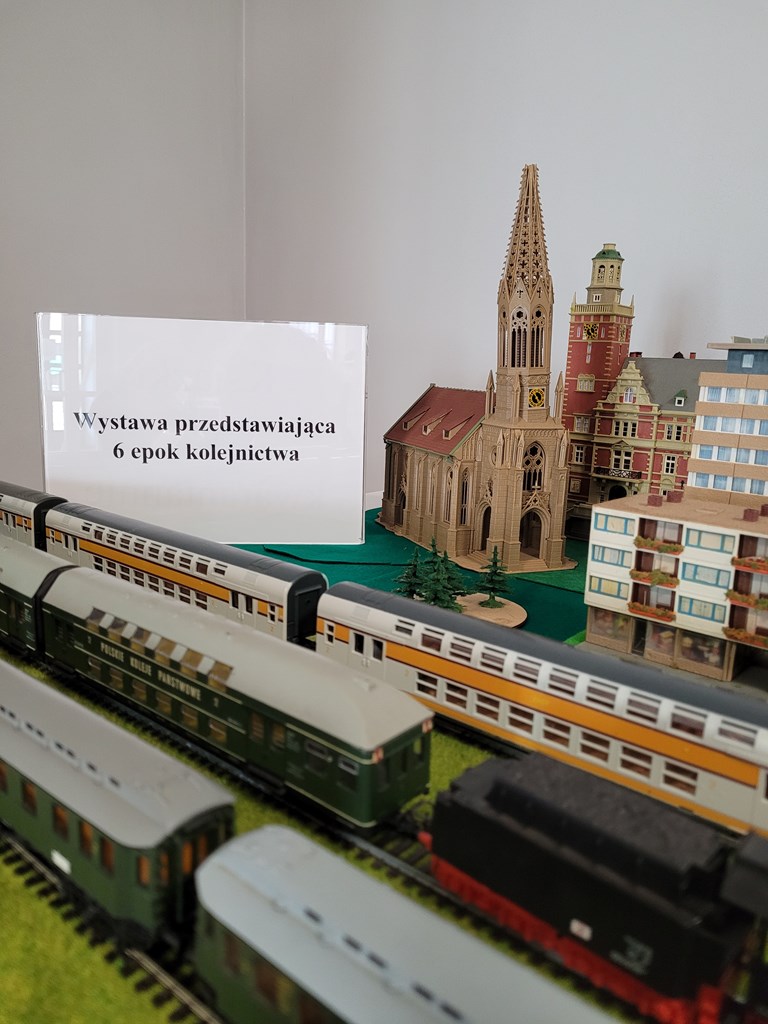 Wystawa przedstawiająca
6 epok kolejnictwa
POLSKIE KOLEJE PAŃSTWOWE